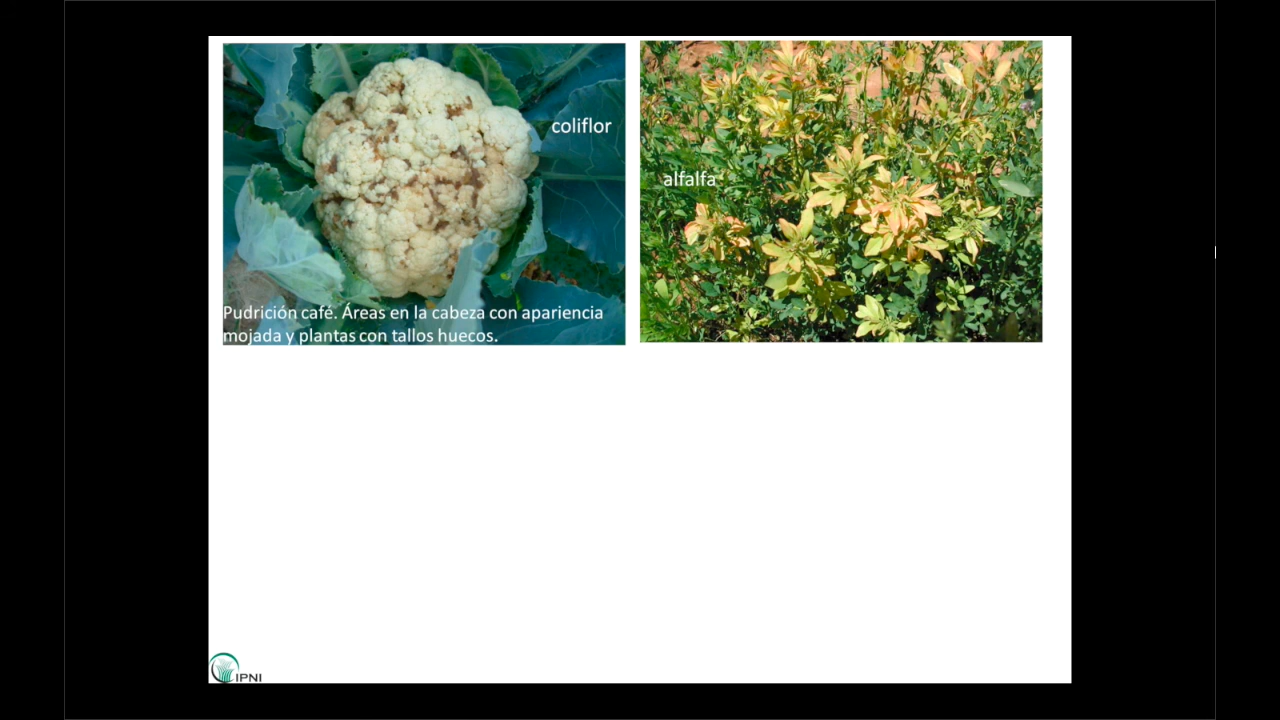 coliflor
alfalfa
Pudrición café. Áreas en la cabeza con apariencia
mojada y plantas con tallos huecos.
IPNI